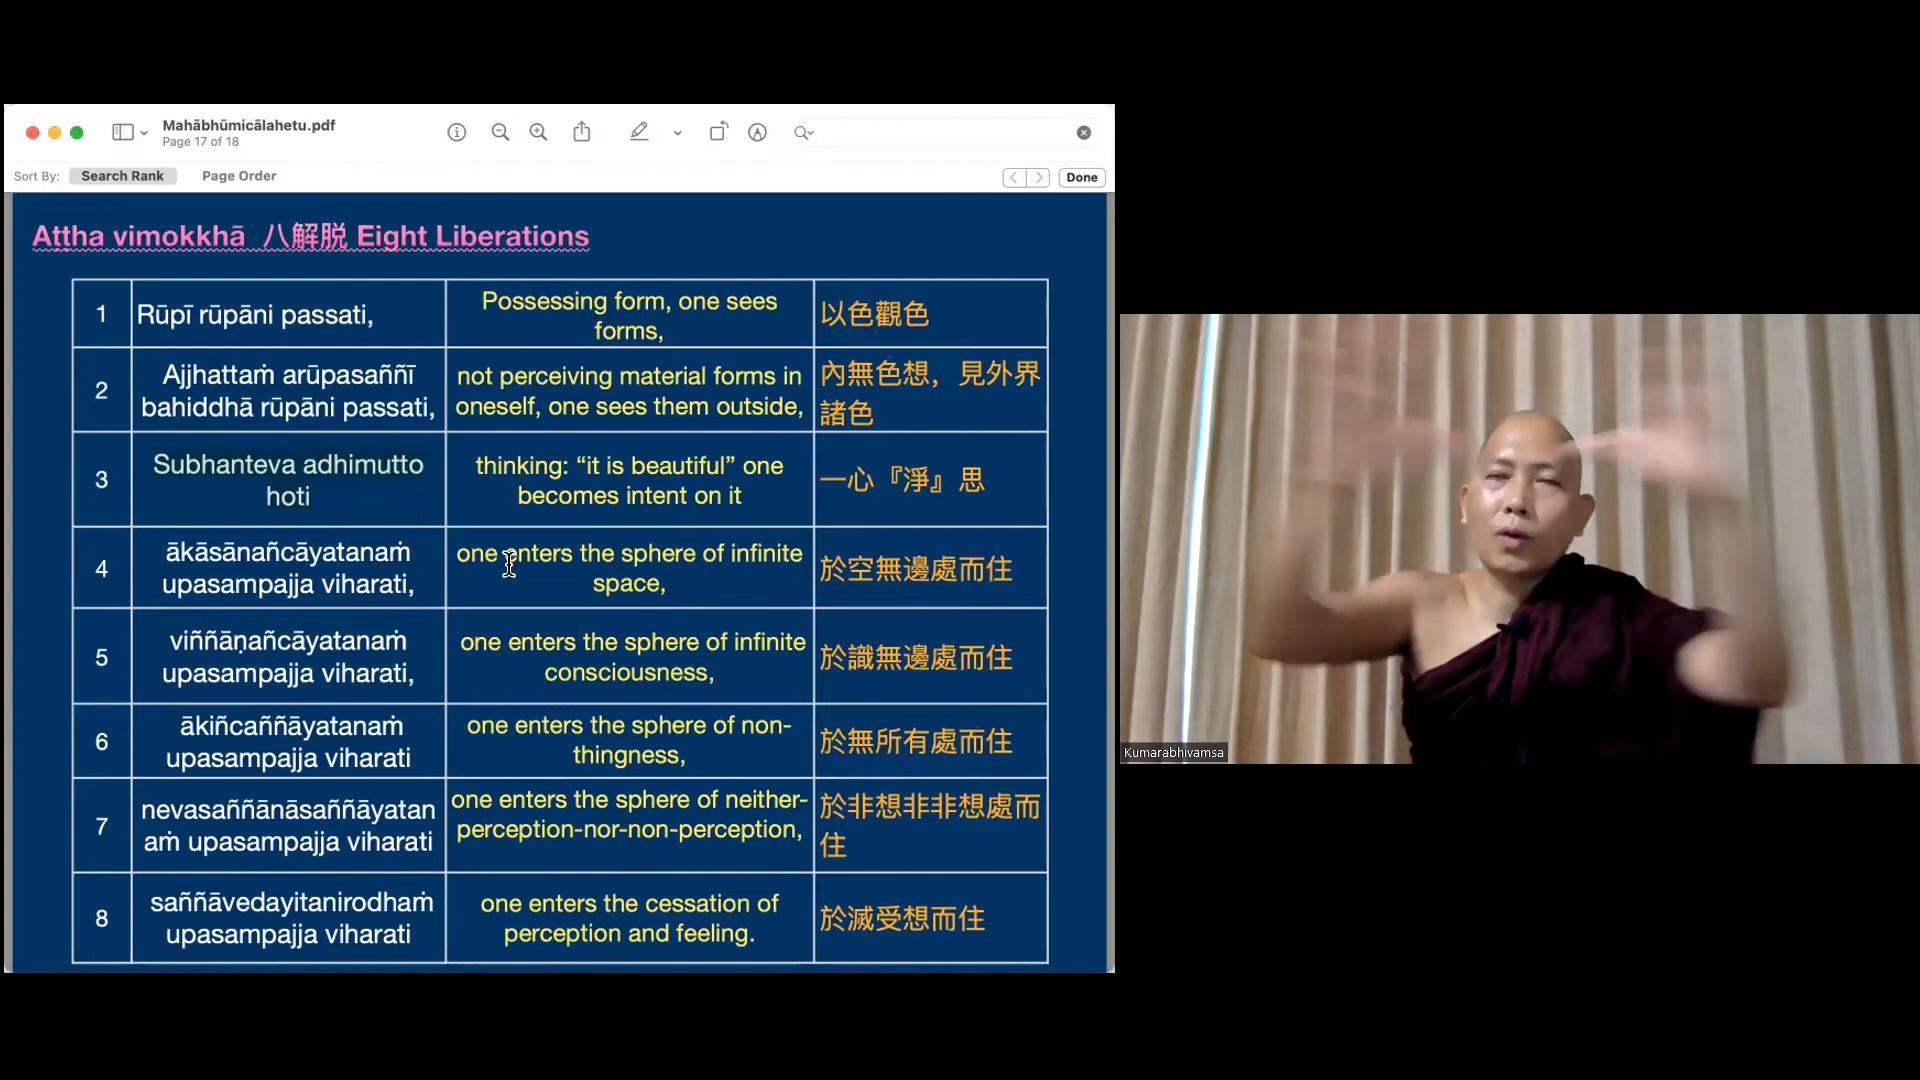 Mahābhūmicālahetu.pdf
Page 17 of 18
Sort By: Search Rank Page Order
Done
Aṭṭha vimokkhā 八解脱 Eight Liberations
1
Rūpī rūpāni passati,
Possessing form, one sees
forms,
以色觀色
2
Ajjhattaṁ arūpasaññī
bahiddhā rūpāni passati,
not perceiving material forms in
oneself, one sees them outside,
內無色想，見外界
諸色
3
Subhanteva adhimutto
hoti
thinking: “it is beautiful” one
becomes intent on it
一心『淨』思
4
ākāsānañcāyatanaṁ
upasampajja viharati,
one enters the sphere of infinite
space,
於空無邊處而住
5
viññāṇañcāyatanaṁ
upasampajja viharati,
one enters the sphere of infinite
consciousness,
於識無邊處而住
6
ākiñcaññāyatanaṁ
upasampajja viharati
one enters the sphere of non-
thingness,
於無所有處而住
7
nevasaññānāsaññāyatan
aṁ upasampajja viharati
one enters the sphere of neither-
perception-nor-non-perception,
於非想非非想處而
住
8
saññāvedayitanirodhaṁ
upasampajja viharati
one enters the cessation of
perception and feeling.
於滅受想而住
Kumarabhivamsa